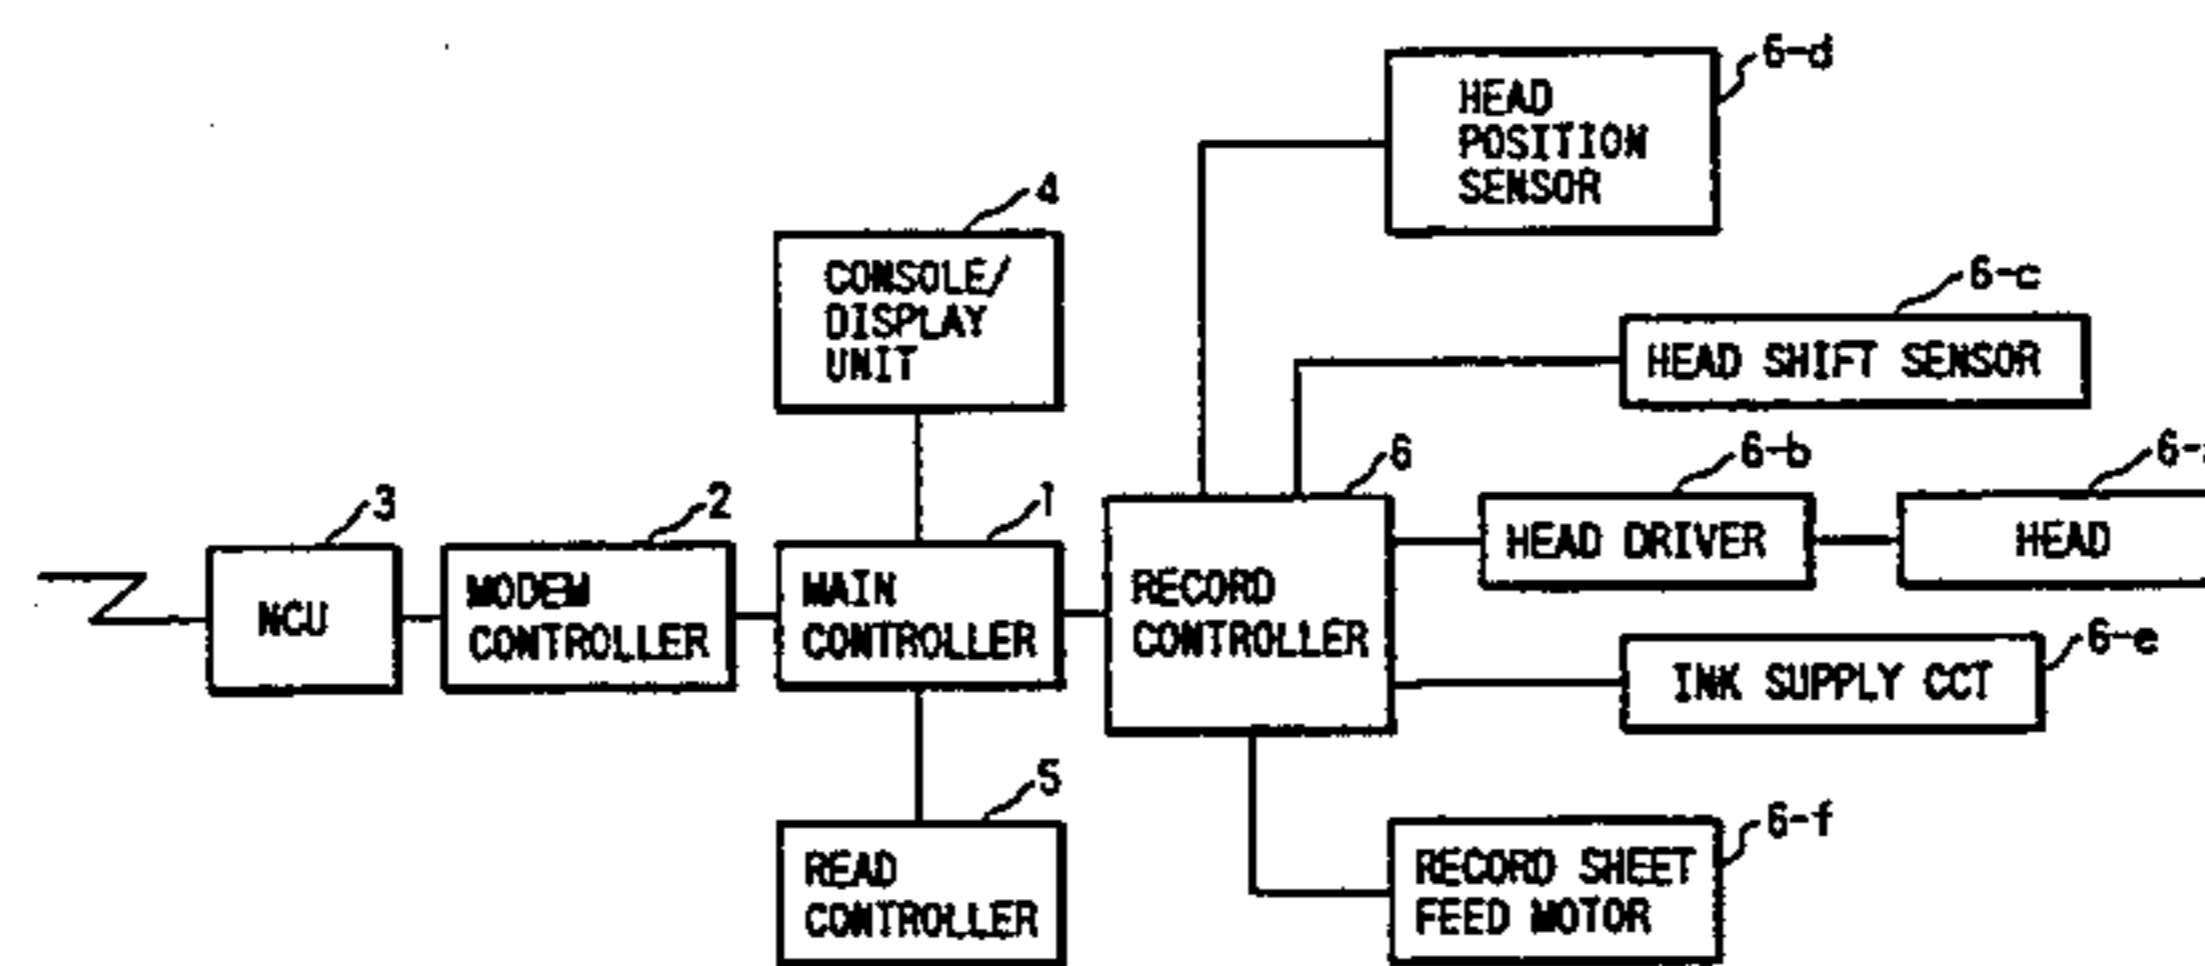 6-d
HEAD
POSITION
SENSOR
4
CONSOLE/
DISPLAY
UNIT
6-c
HEAD SHIFT SENSOR
3
NCU
2
MODEM
CONTROLLER
1
MAIN
CONTROLLER
6
RECORD
CONTROLLER
6-b
HEAD DRIVER
HEAD
6-e
INK SUPPLY CCT
5
READ
CONTROLLER
6-f
RECORD SHEET
FEED MOTOR